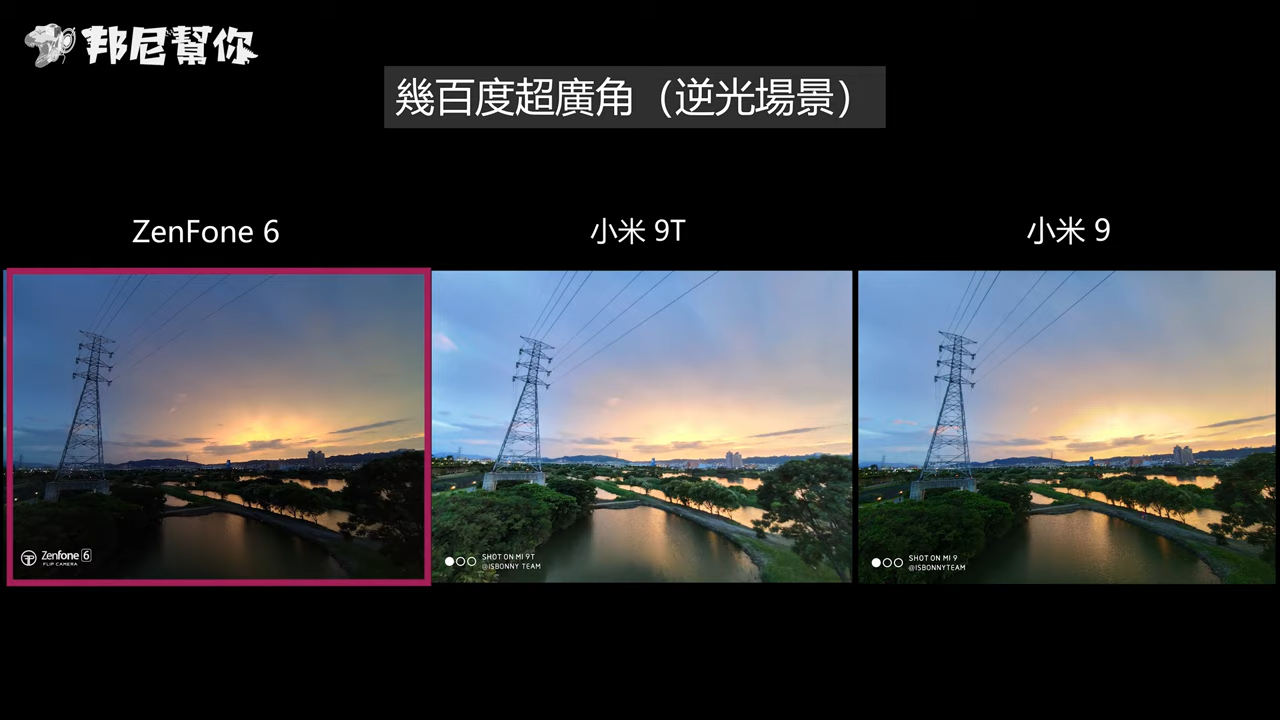 邦尼幫你
幾百度超廣角（逆光場景）
ZenFone 6
小米 9T
小米 9
Zenfone 6
FLIP CAMERA
SHOT ON MI 9T
@ISBONNY TEAM
SHOT ON MI 9
@ISBONNYTEAM